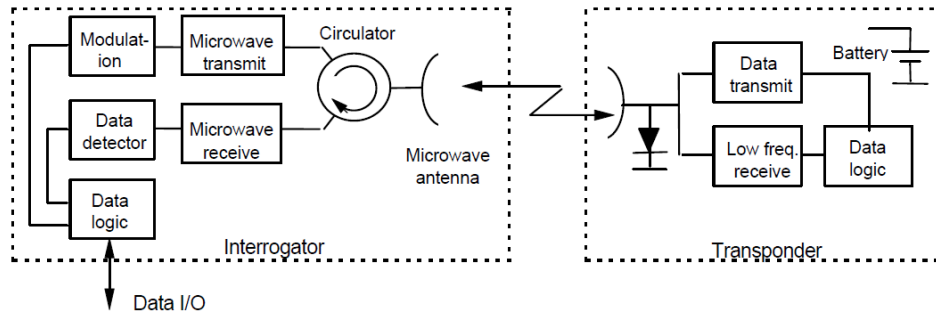 Modulat-
ion
Microwave
transmit
Circulator
Data
detector
Microwave
receive
Microwave
antenna
Data
logic
Interrogator
Data I/O
Battery
Data
transmit
Low freq.
receive
Data
logic
Transponder